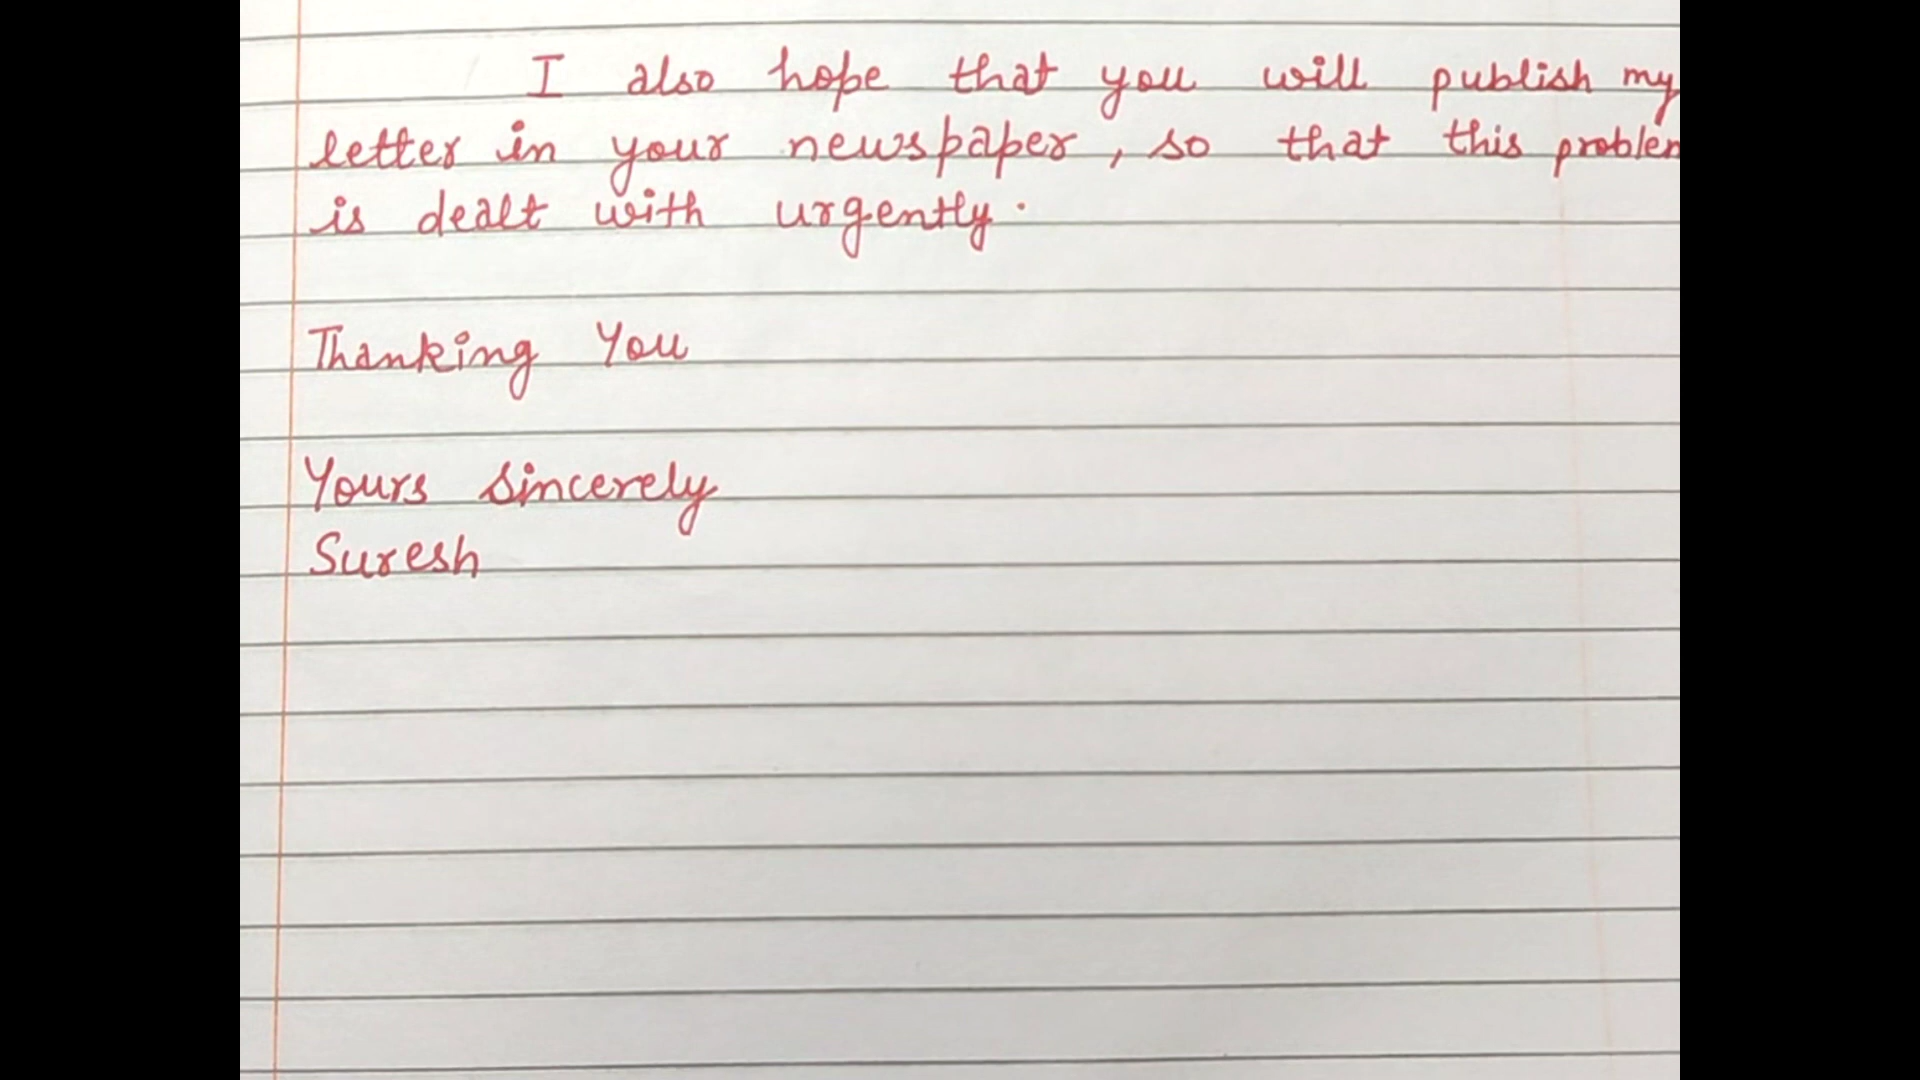 I also hope that you will publish my
letter in your newspaper, so that this problem
is dealt with urgently.
Thanking You
Yours sincerely
Suresh